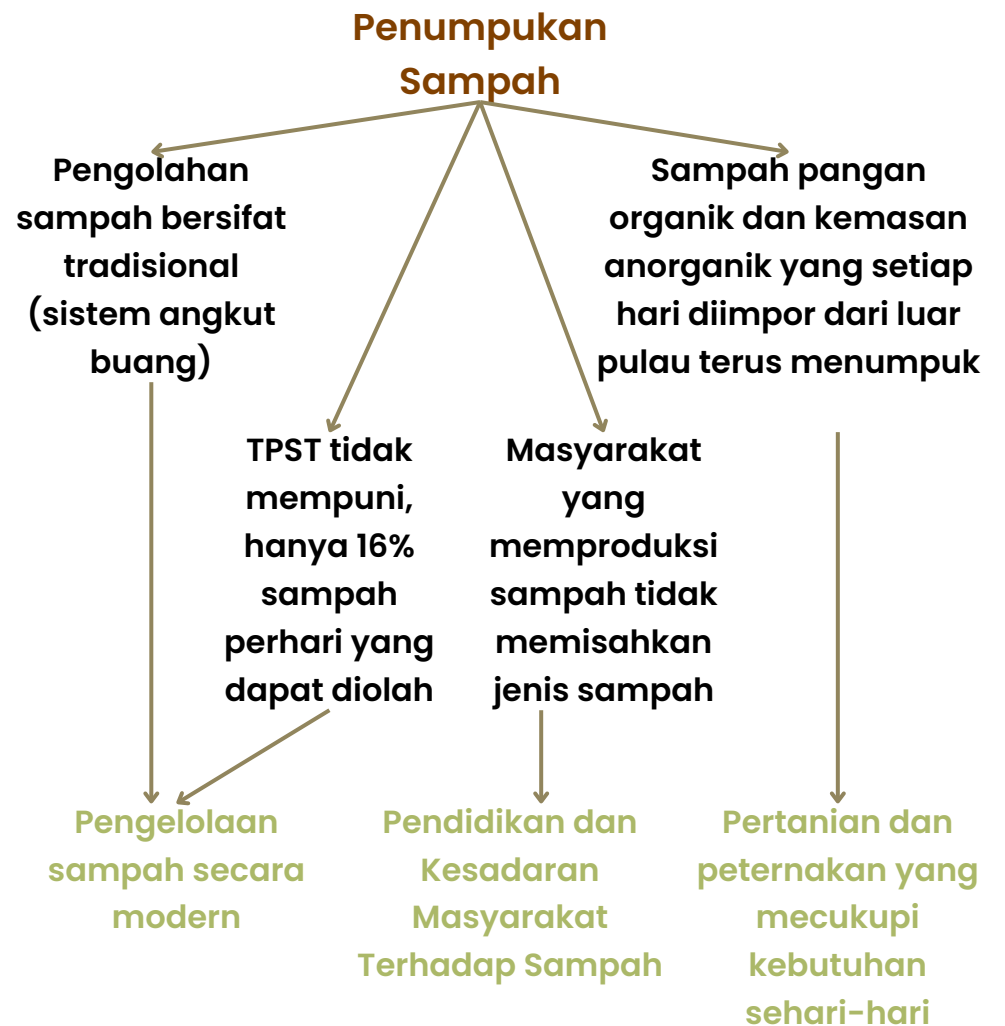 Penumpukan
Sampah
Pengolahan
sampah bersifat
tradisional
(sistem angkut
buang)
Sampah pangan
organik dan kemasan
anorganik yang setiap
hari diimpor dari luar
pulau terus menumpuk
TPST tidak
mempuni,
hanya 16%
sampah
perhari yang
dapat diolah
Masyarakat
yang
memproduksi
sampah tidak
memisahkan
jenis sampah
Pengelolaan
sampah secara
modern
Pendidikan dan
Kesadaran
Masyarakat
Terhadap Sampah
Pertanian dan
peternakan yang
mecukupi
kebutuhan
sehari-hari